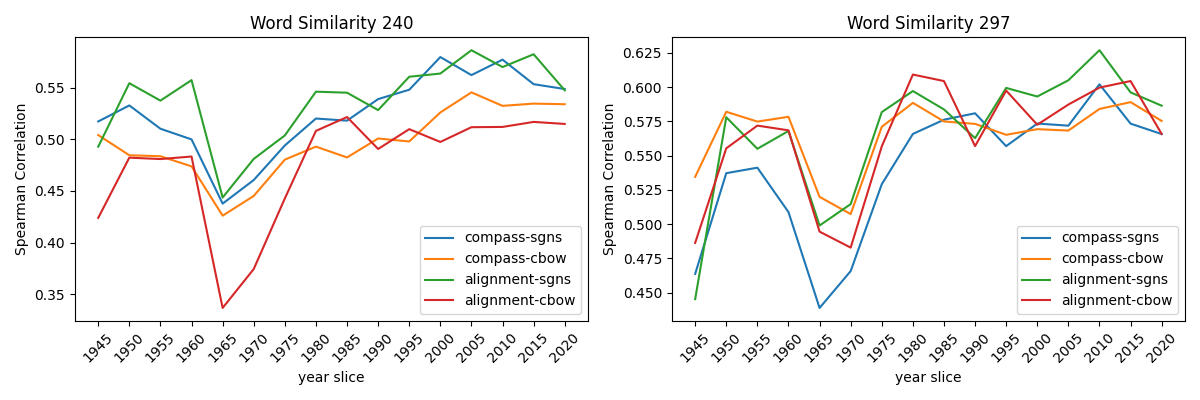 Word Similarity 240
Spearman Correlation
0.55
0.50
0.45
0.40
0.35
compass-sgns
compass-cbow
alignment-sgns
alignment-cbow
1945 1950 1955 1960 1965 1970 1975 1980 1985 1990 1995 2000 2005 2010 2015 2020
year slice
Word Similarity 297
Spearman Correlation
0.625
0.600
0.575
0.550
0.525
0.500
0.475
0.450
compass-sgns
compass-cbow
alignment-sgns
alignment-cbow
1945 1950 1955 1960 1965 1970 1975 1980 1985 1990 1995 2000 2005 2010 2015 2020
year slice